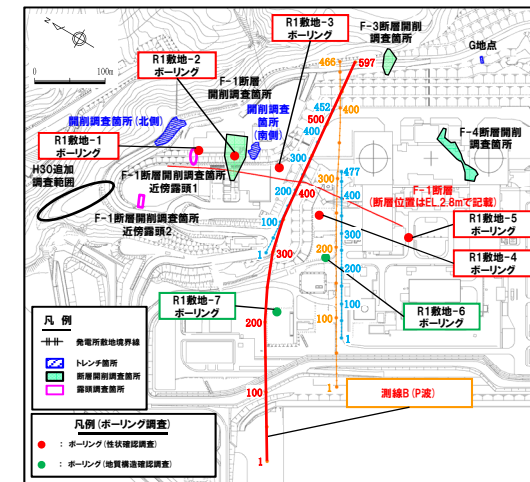 R1敷地-3
ボーリング
F-3断層開削
調査箇所
G地点
R1敷地-2
ボーリング
F-1断層
開削調査箇所
0
100m
466
597
400
452
500
400
開削調査箇所(北側)
開削調査箇所
(南側)
F-4断層開削
調査箇所
R1敷地-1
ボーリング
H30追加
調査範囲
F-1断層開削調査箇所
近傍露頭1
300
300
477
400
400
200
F-1断層
(断層位置はEL.2.8mで記載)
F-1断層開削調査箇所
近傍露頭2
100
200
300
R1敷地-5
ボーリング
1
300
200
R1敷地-4
ボーリング
R1敷地-7
ボーリング
R1敷地-6
ボーリング
200
100
100
1
凡 例
発電所敷地境界線
トレンチ箇所
断層開削調査箇所
露頭調査箇所
100
1
測線B(P波)
凡例(ボーリング調査)
: ボーリング(性状確認調査)
: ボーリング(地質構造確認調査)
1